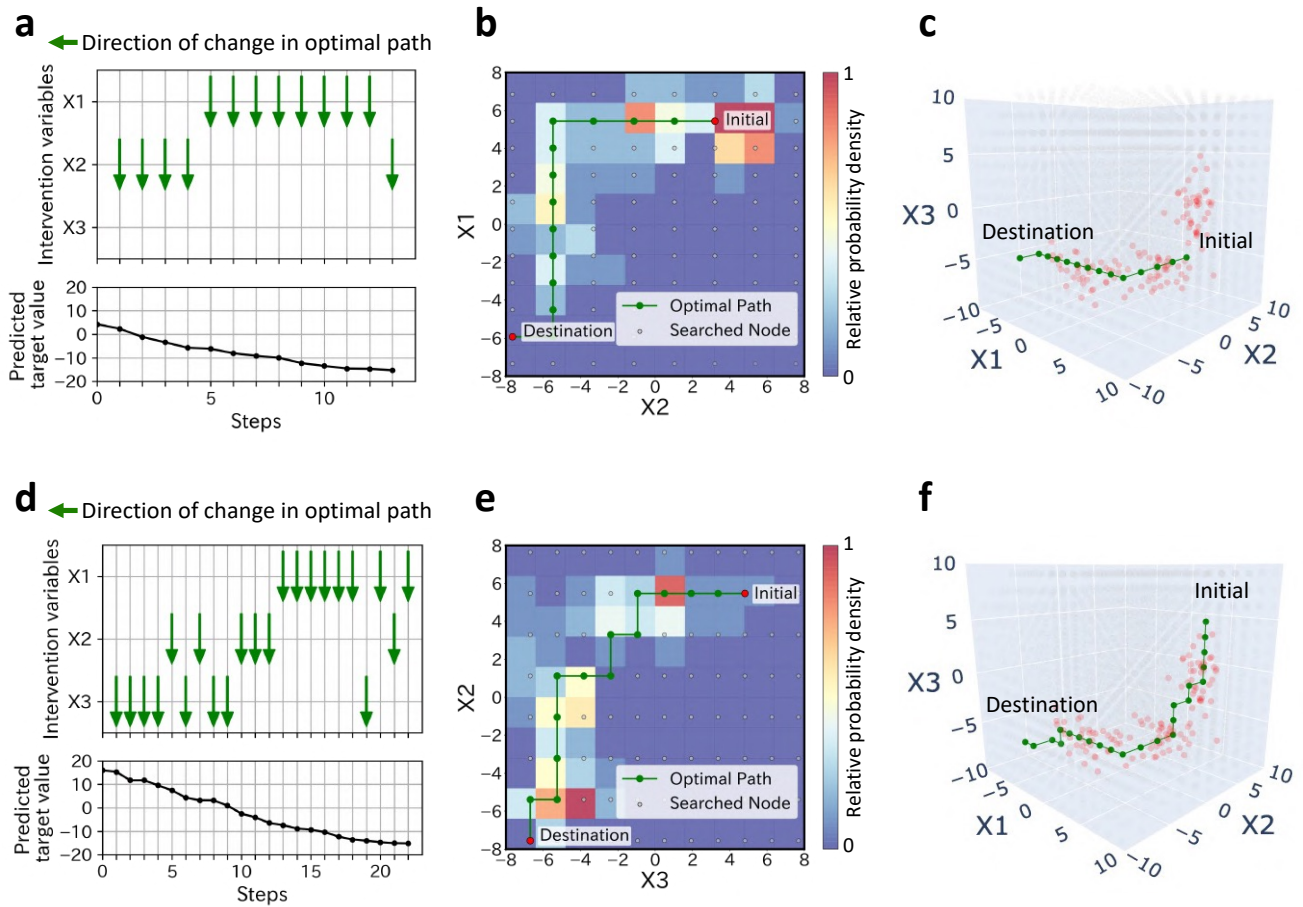 a
Direction of change in optimal path
Intervention variables
X1
X2
X3
Predicted
target value
20
10
0
−10
−20
0
5
10
Steps
b
8
6
4
2
0
−2
−4
−6
−8
X1
Initial
Destination
Optimal Path
Searched Node
−8
−6
−4
−2
0
2
4
6
8
X2
1
0
Relative probability density
c
10
5
0
−5
−10
X3
Destination
Initial
−5
0
5
10
X1
−10
−5
0
5
10
X2
d
Direction of change in optimal path
Intervention variables
X1
X2
X3
Predicted
target value
20
10
0
−10
−20
0
5
10
15
20
Steps
e
8
6
4
2
0
−2
−4
−6
−8
X2
Initial
Destination
Optimal Path
Searched Node
−8
−6
−4
−2
0
2
4
6
8
X3
1
0
Relative probability density
f
10
5
0
−5
−10
X3
Initial
Destination
−5
0
5
10
X1
−10
−5
0
5
10
X2